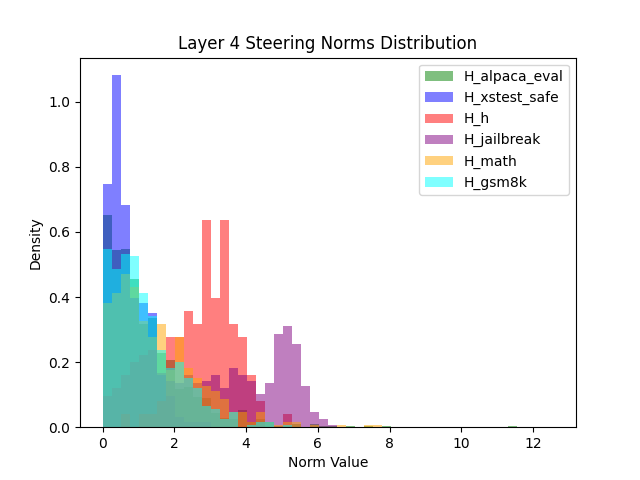 Layer 4 Steering Norms Distribution
H_alpaca_eval
H_xstest_safe
H_h
H_jailbreak
H_math
H_gsm8k
Density
1.0
0.8
0.6
0.4
0.2
0.0
0 2 4 6 8 10 12
Norm Value